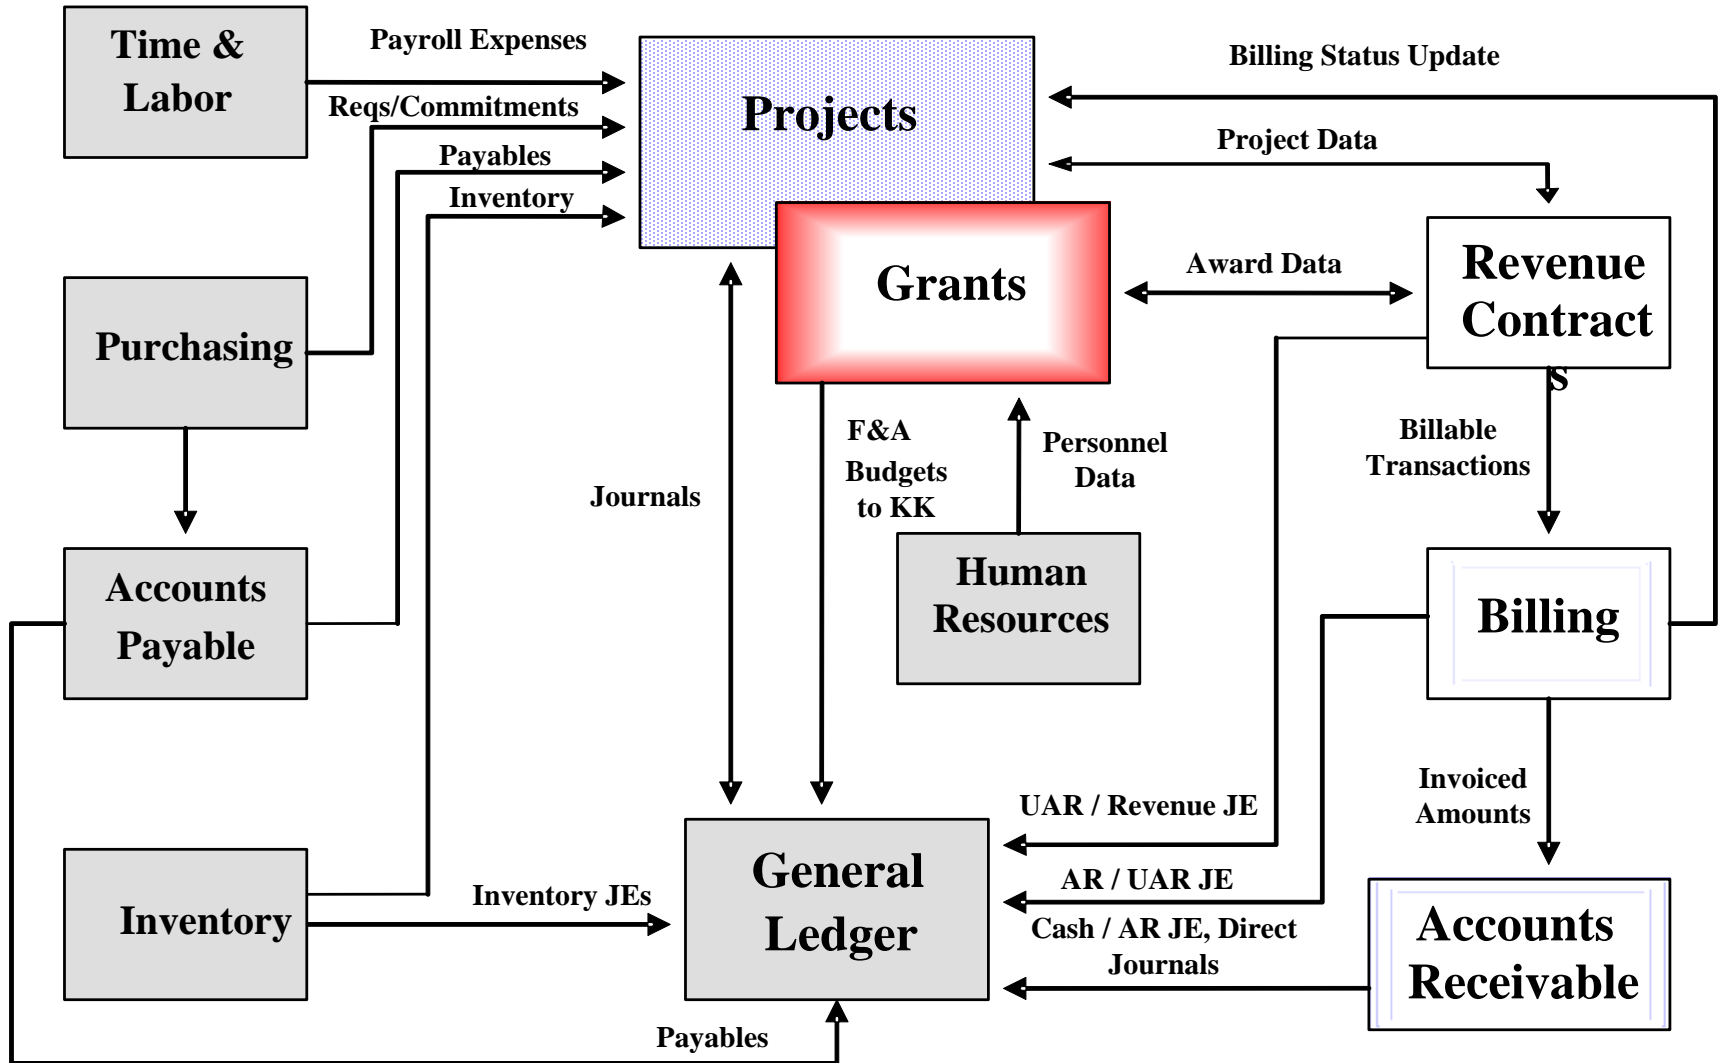 Time &
Labor
Payroll Expenses
Reqs/Commitments
Payables
Inventory
Projects
Billing Status Update
Project Data
Grants
Award Data
Revenue
Contract
s
Purchasing
F&A
Budgets
to KK
Personnel
Data
Billable
Transactions
Journals
Accounts
Payable
Human
Resources
Billing
Invoiced
Amounts
UAR / Revenue JE
General
Ledger
AR / UAR JE
Cash / AR JE, Direct
Journals
Inventory
Inventory JEs
Accounts
Receivable
Payables